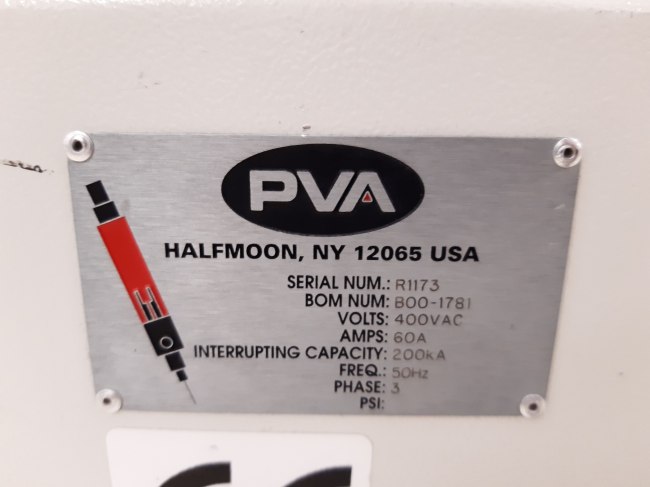 PVA
HALFMOON, NY 12065 USA
SERIAL NUM.: R1173
BOM NUM: B00-1781
VOLTS: 400VAC
AMPS: 60A
INTERRUPTING CAPACITY: 200kA
FREQ.: 50Hz
PHASE: 3
PSI:
CE